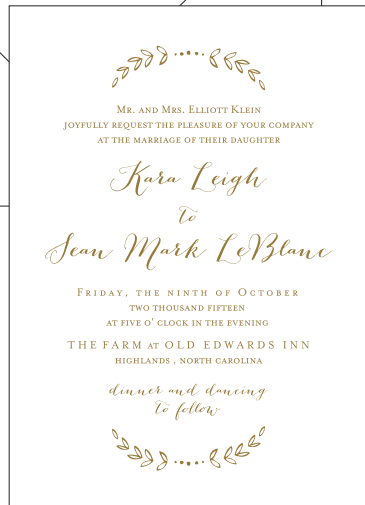 Mr. and Mrs. Elliott Klein
joyfully request the pleasure of your company
at the marriage of their daughter
Kara Leigh
to
Sean Mark LeBlanc
Friday, the ninth of October
two thousand fifteen
at five o' clock in the evening
THE FARM at OLD EDWARDS INN
highlands , north carolina
dinner and dancing
to follow